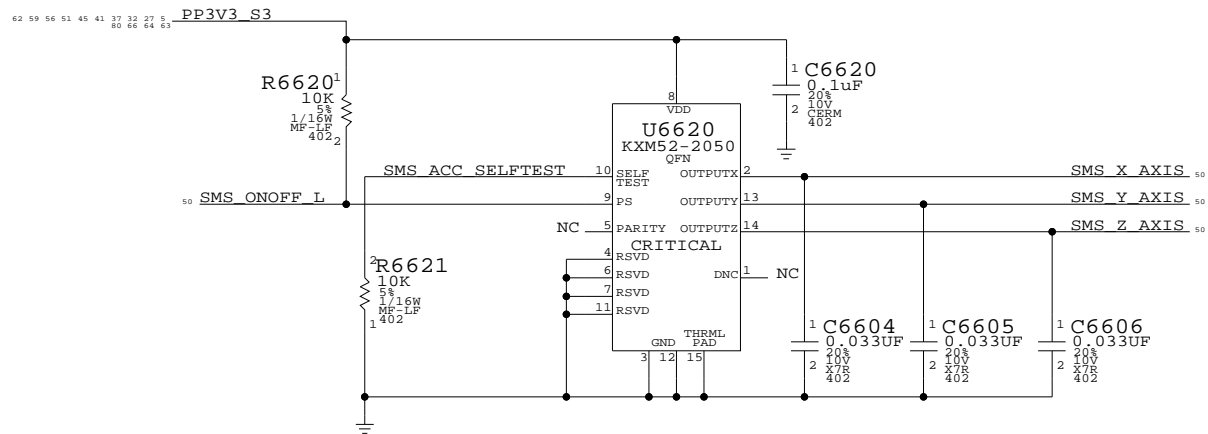 PP3V3_S3
62 59 56 51 45 41 37 32 27 5
80 66 64 63
R6620
1
10K
5%
1/16W
MF-LF
402
2
1
C6620
0.1uF
20%
10V
2
CERM
402
8
VDD
U6620
KXM52-2050
QFN
SMS_ACC_SELFTEST
10
SELF
TEST
OUTPUTX
2
SMS_X_AXIS
50
50
SMS_ONOFF_L
9
PS
OUTPUTY
13
SMS_Y_AXIS
50
NC
5
PARITY
OUTPUTZ
14
SMS_Z_AXIS
50
CRITICAL
4
RSVD
6
RSVD
DNC
1
NC
7
RSVD
11
RSVD
2
R6621
10K
5%
1/16W
MF-LF
402
1
GND
THRML
PAD
3
12
15
1
C6604
0.033UF
20%
10V
2
X7R
402
1
C6605
0.033UF
20%
10V
2
X7R
402
1
C6606
0.033UF
20%
10V
2
X7R
402